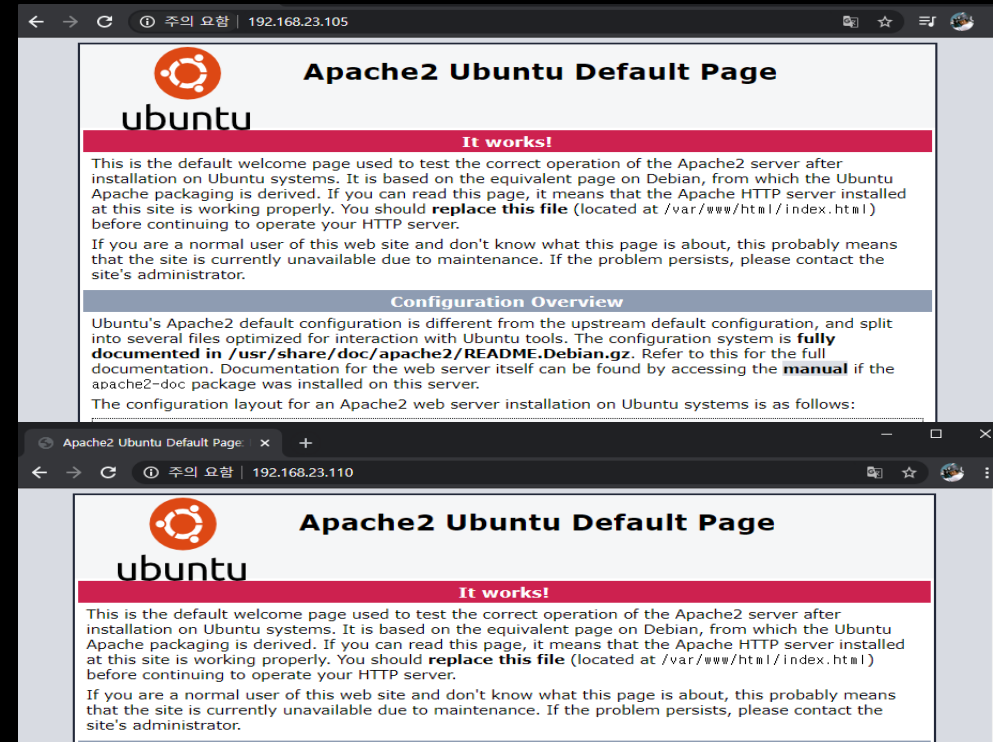 주의 요함 | 192.168.23.105
Apache2 Ubuntu Default Page
ubuntu
It works!
This is the default welcome page used to test the correct operation of the Apache2 server after
installation on Ubuntu systems. It is based on the equivalent page on Debian, from which the Ubuntu
Apache packaging is derived. If you can read this page, it means that the Apache HTTP server installed
at this site is working properly. You should replace this file (located at /var/www/html/index.html)
before continuing to operate your HTTP server.
If you are a normal user of this web site and don't know what this page is about, this probably means
that the site is currently unavailable due to maintenance. If the problem persists, please contact the
site's administrator.
Configuration Overview
Ubuntu's Apache2 default configuration is different from the upstream default configuration, and split
into several files optimized for interaction with Ubuntu tools. The configuration system is fully
documented in /usr/share/doc/apache2/README.Debian.gz. Refer to this for the full
documentation. Documentation for the web server itself can be found by accessing the manual if the
apache2-doc package was installed on this server.
The configuration layout for an Apache2 web server installation on Ubuntu systems is as follows:
Apache2 Ubuntu Default Page:
주의 요함 | 192.168.23.110
Apache2 Ubuntu Default Page
ubuntu
It works!
This is the default welcome page used to test the correct operation of the Apache2 server after
installation on Ubuntu systems. It is based on the equivalent page on Debian, from which the Ubuntu
Apache packaging is derived. If you can read this page, it means that the Apache HTTP server installed
at this site is working properly. You should replace this file (located at /var/www/html/index.html)
before continuing to operate your HTTP server.
If you are a normal user of this web site and don't know what this page is about, this probably means
that the site is currently unavailable due to maintenance. If the problem persists, please contact the
site's administrator.